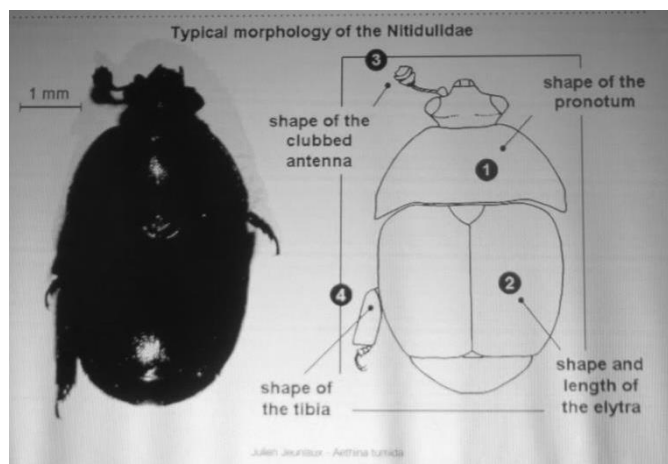 Typical morphology of the Nitidulidae
1 mm
3
shape of the
clubbed
antenna
shape of the
pronotum
1
2
4
shape of
the tibia
shape and
length of
the elytra
Julien Jeuniaux - Aethina tumida